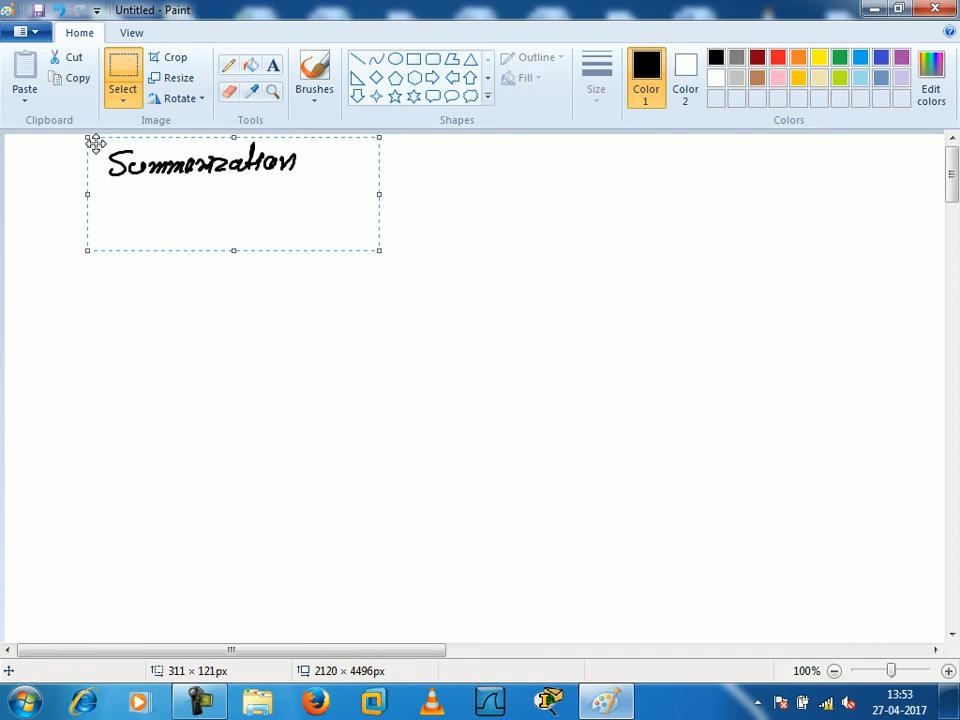 Untitled - Paint
Home
View
Paste
Cut
Copy
Clipboard
Select
Crop
Resize
Rotate
Image
A
Tools
Brushes
Shapes
Outline
Fill
Size
Color 1
Color 2
Edit colors
Colors
Summarization
311 × 121px
2120 × 4496px
100%
13:53
27-04-2017